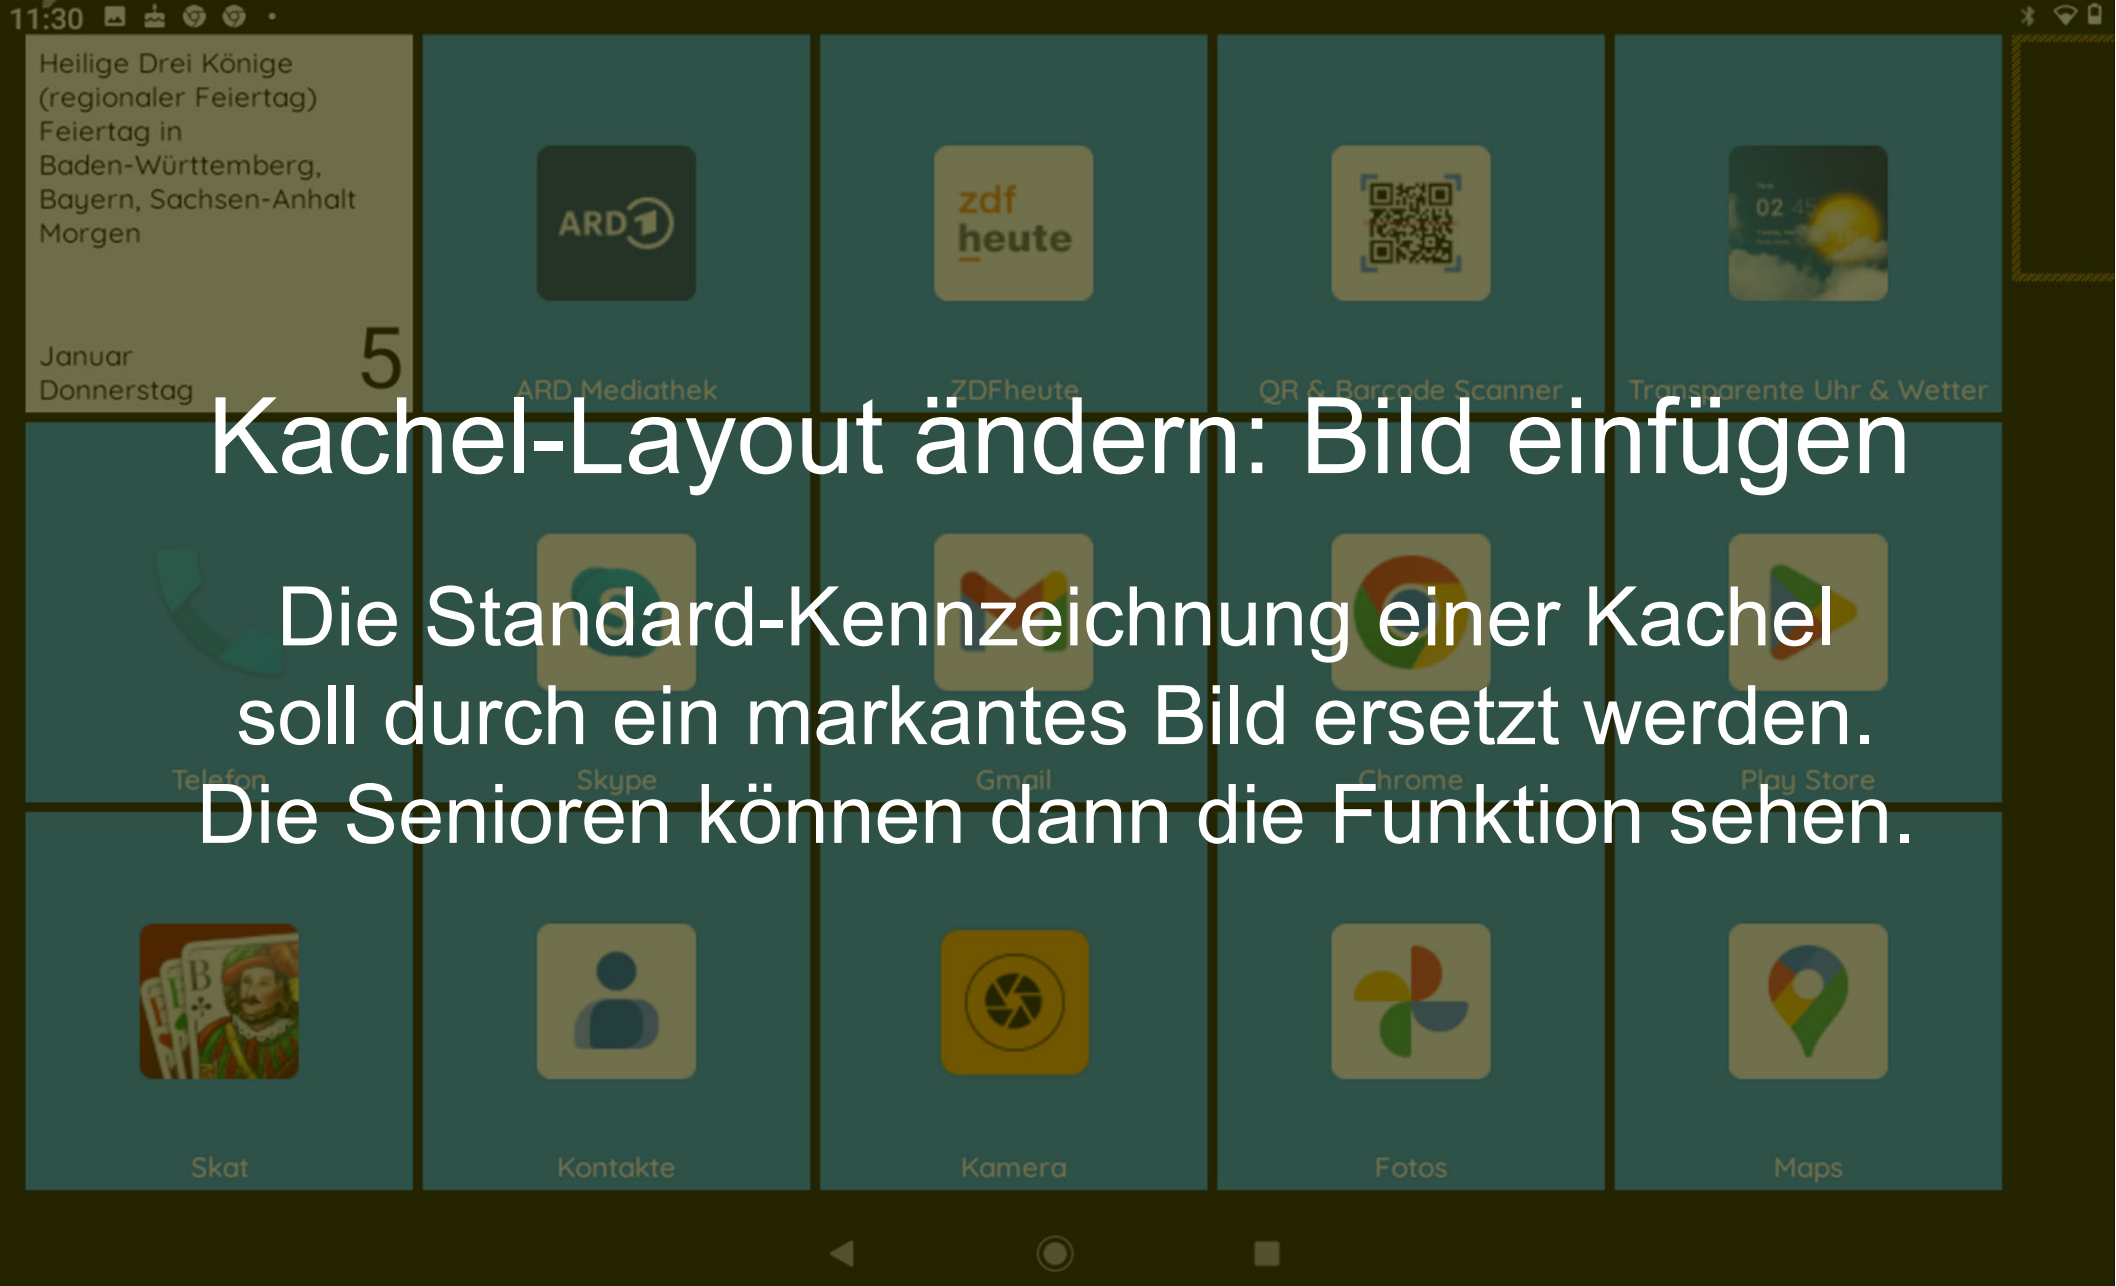 11:30
Heilige Drei Könige
(regionaler Feiertag)
Feiertag in
Baden-Württemberg,
Bayern, Sachsen-Anhalt
Morgen
Januar
Donnerstag
5
ARD 1
ARD Mediathek
zdf
heute
ZDFheute
QR & Barcode Scanner
02:45
Transparente Uhr & Wetter
Kachel-Layout ändern: Bild einfügen
Die Standard-Kennzeichnung einer Kachel
soll durch ein markantes Bild ersetzt werden.
Die Senioren können dann die Funktion sehen.
Telefon
S
Skype
Gmail
Chrome
Play Store
B
Skat
Kontakte
Kamera
Fotos
Maps